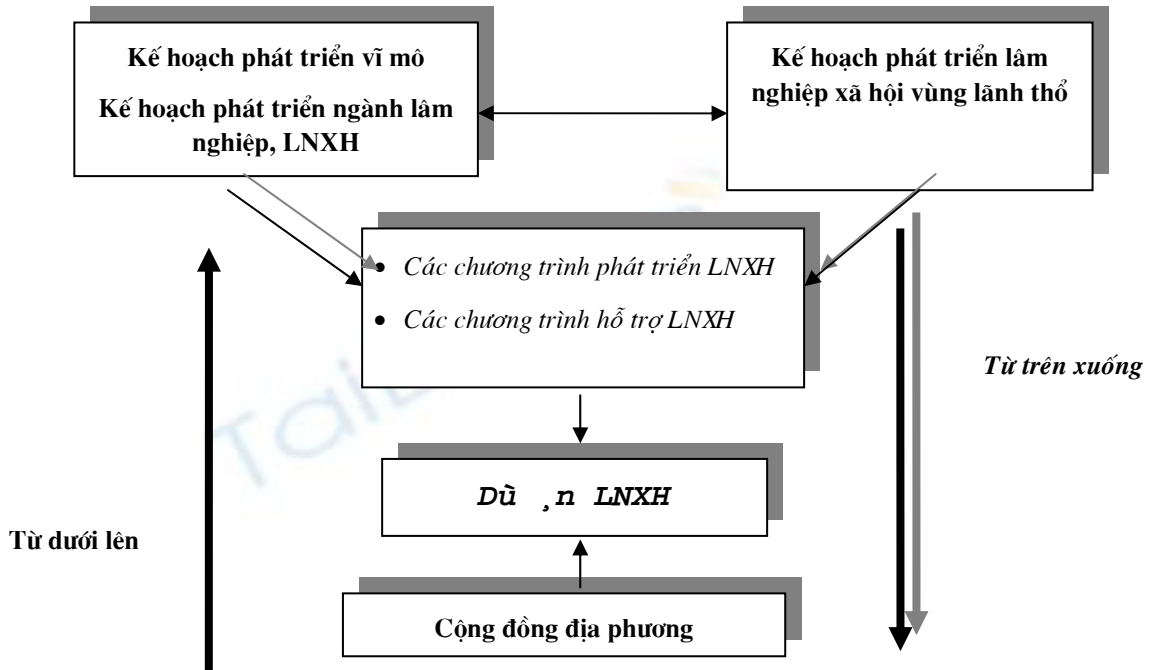 Kế hoạch phát triển vĩ mô
Kế hoạch phát triển ngành lâm
nghiệp, LNXH
Kế hoạch phát triển lâm
nghiệp xã hội vùng lãnh thổ
• Các chương trình phát triển LNXH
• Các chương trình hỗ trợ LNXH
Từ trên xuống
Dù ¸n LNXH
Từ dưới lên
Cộng đồng địa phương